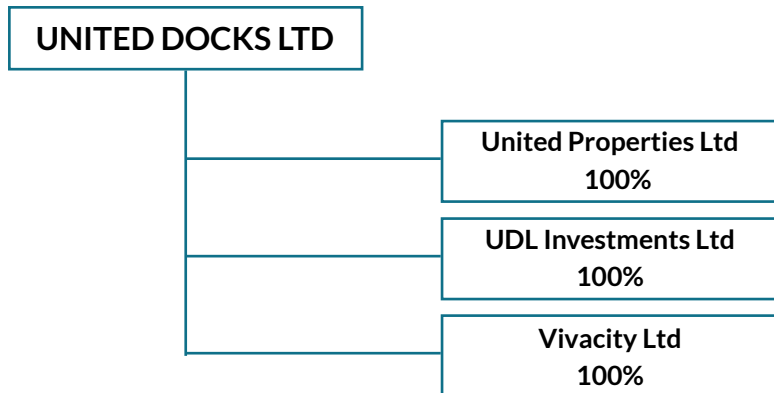 UNITED DOCKS LTD
United Properties Ltd
100%
UDL Investments Ltd
100%
Vivacity Ltd
100%